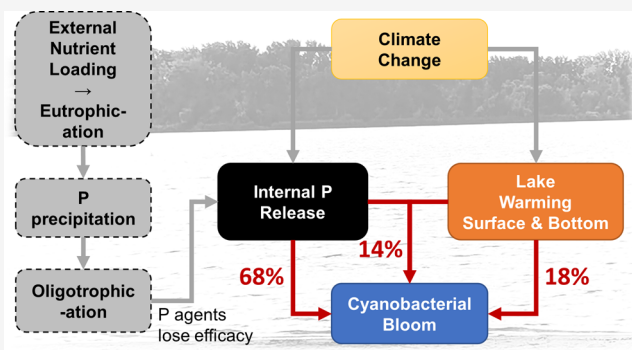 External
Nutrient
Loading
→
Eutrophic-
ation
P
precipitation
Oligotrophic
-ation
P agents
lose efficacy
Climate
Change
Internal P
Release
Lake
Warming
Surface & Bottom
68%
14%
18%
Cyanobacterial
Bloom